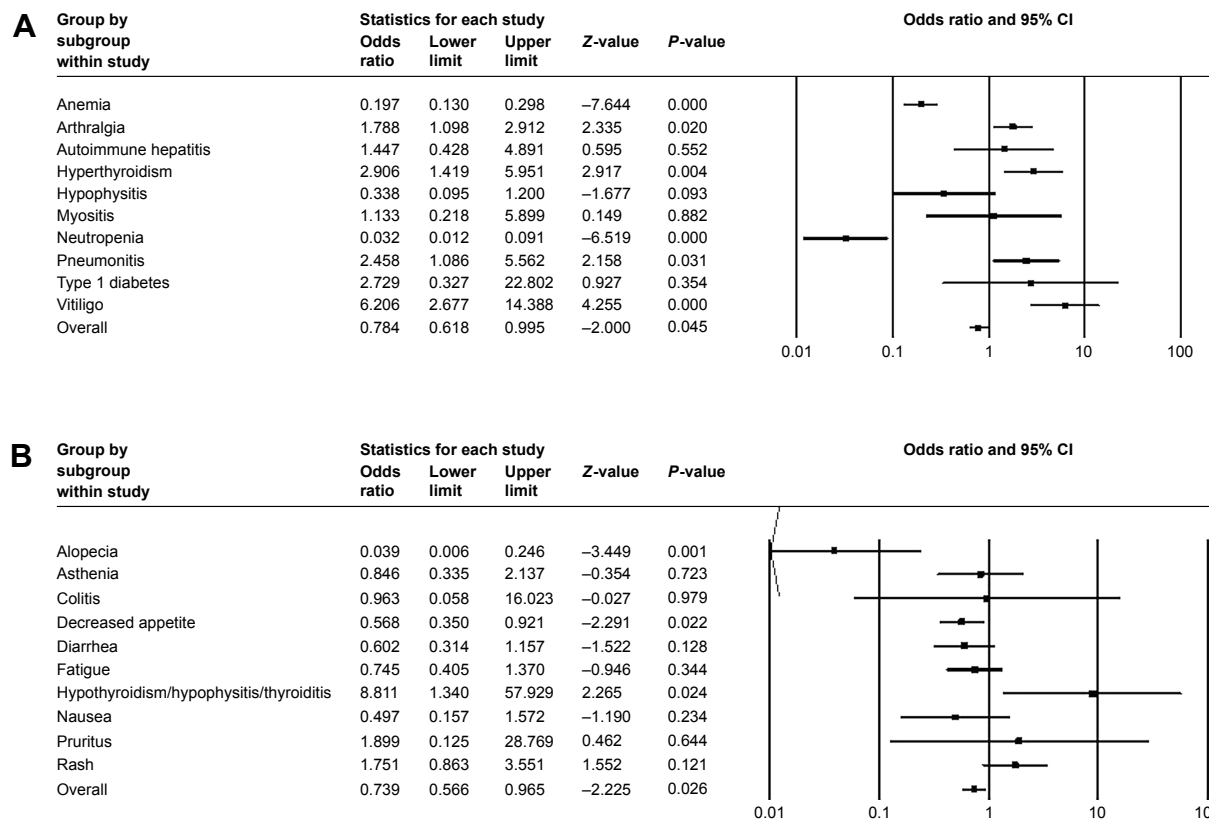 A
Group by subgroup within study
Statistics for each study
Odds ratio and 95% CI
Odds ratio Lower limit Upper limit Z-value P-value
Anemia 0.197 0.130 0.298 –7.644 0.000
Arthralgia 1.788 1.098 2.912 2.335 0.020
Autoimmune hepatitis 1.447 0.428 4.891 0.595 0.552
Hyperthyroidism 2.906 1.419 5.951 2.917 0.004
Hypophysitis 0.338 0.095 1.200 –1.677 0.093
Myositis 1.133 0.218 5.899 0.149 0.882
Neutropenia 0.032 0.012 0.091 –6.519 0.000
Pneumonitis 2.458 1.086 5.562 2.158 0.031
Type 1 diabetes 2.729 0.327 22.802 0.927 0.354
Vitiligo 6.206 2.677 14.388 4.255 0.000
Overall 0.784 0.618 0.995 –2.000 0.045
0.01 0.1 1 10 100
B
Group by subgroup within study
Statistics for each study
Odds ratio and 95% CI
Odds ratio Lower limit Upper limit Z-value P-value
Alopecia 0.039 0.006 0.246 –3.449 0.001
Asthenia 0.846 0.335 2.137 –0.354 0.723
Colitis 0.963 0.058 16.023 –0.027 0.979
Decreased appetite 0.568 0.350 0.921 –2.291 0.022
Diarrhea 0.602 0.314 1.157 –1.522 0.128
Fatigue 0.745 0.405 1.370 –0.946 0.344
Hypothyroidism/hypophysitis/thyroiditis 8.811 1.340 57.929 2.265 0.024
Nausea 0.497 0.157 1.572 –1.190 0.234
Pruritus 1.899 0.125 28.769 0.462 0.644
Rash 1.751 0.863 3.551 1.552 0.121
Overall 0.739 0.566 0.965 –2.225 0.026
0.01 0.1 1 10